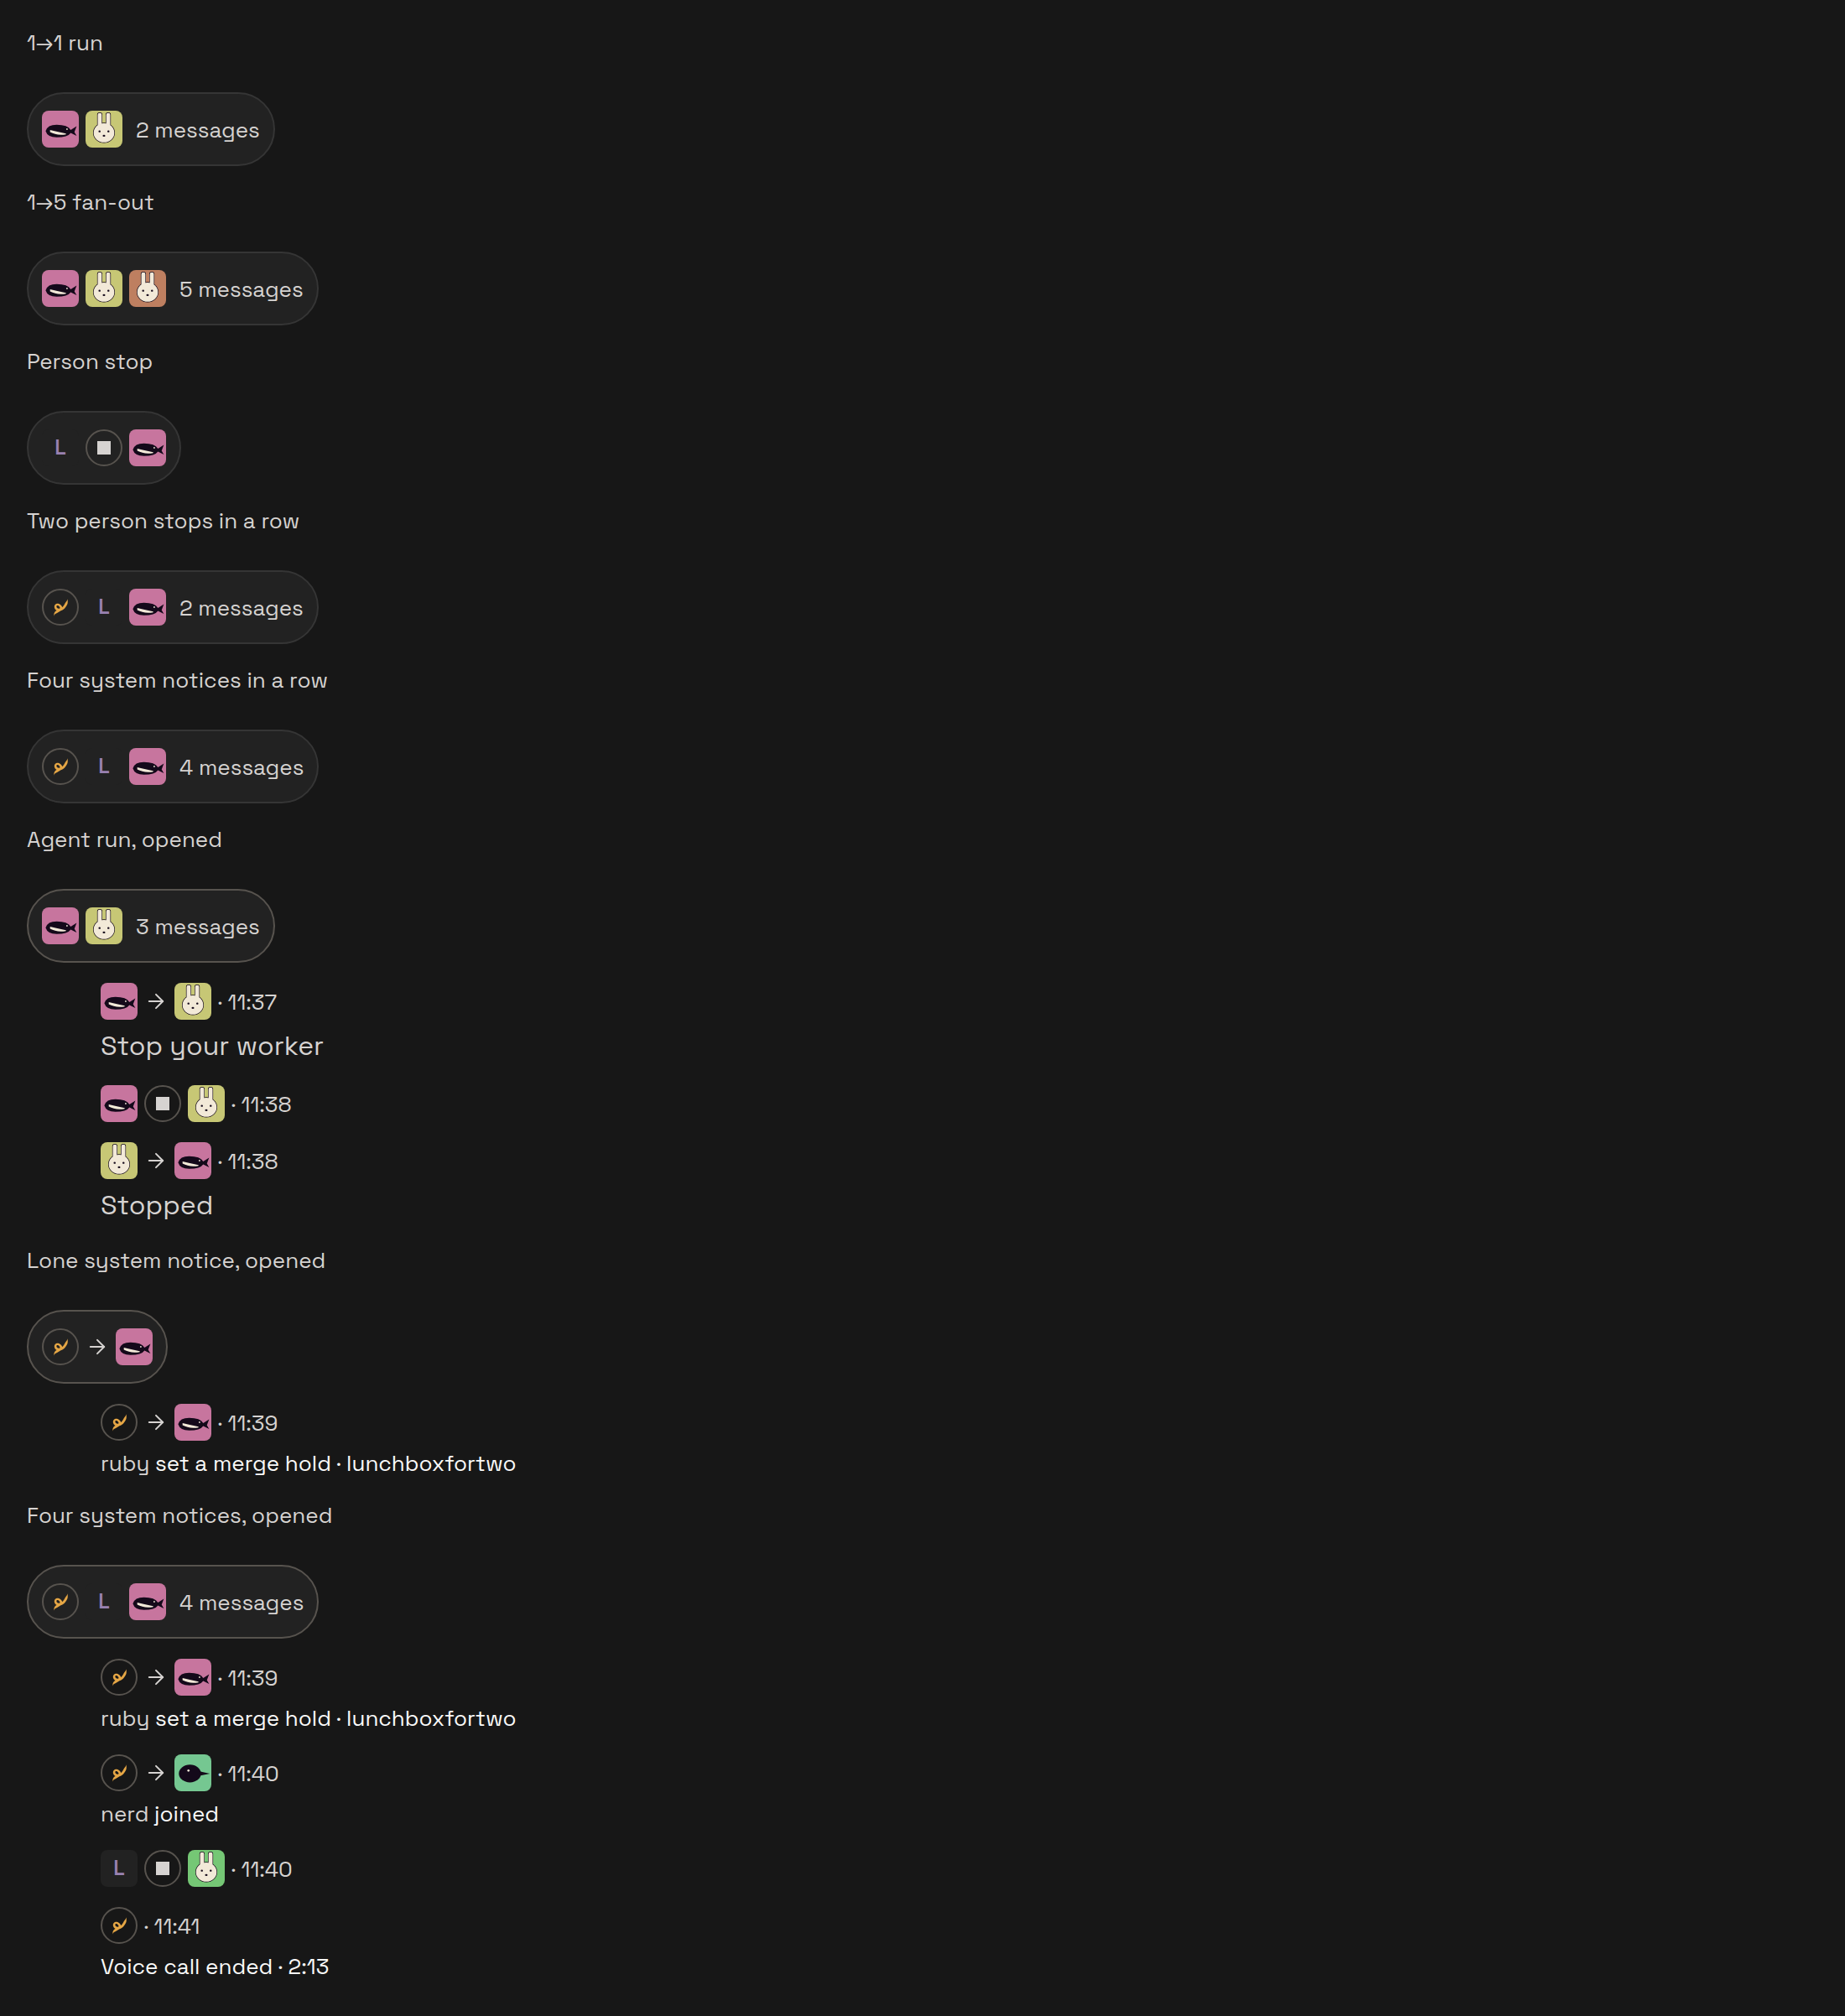 1→1 run
2 messages
1→5 fan-out
5 messages
Person stop
L
Two person stops in a row
L 2 messages
Four system notices in a row
L 4 messages
Agent run, opened
3 messages
→ · 11:37
Stop your worker
· 11:38
→ · 11:38
Stopped
Lone system notice, opened
→
→ · 11:39
ruby set a merge hold · lunchboxfortwo
Four system notices, opened
L 4 messages
→ · 11:39
ruby set a merge hold · lunchboxfortwo
→ · 11:40
nerd joined
L · 11:40
· 11:41
Voice call ended · 2:13